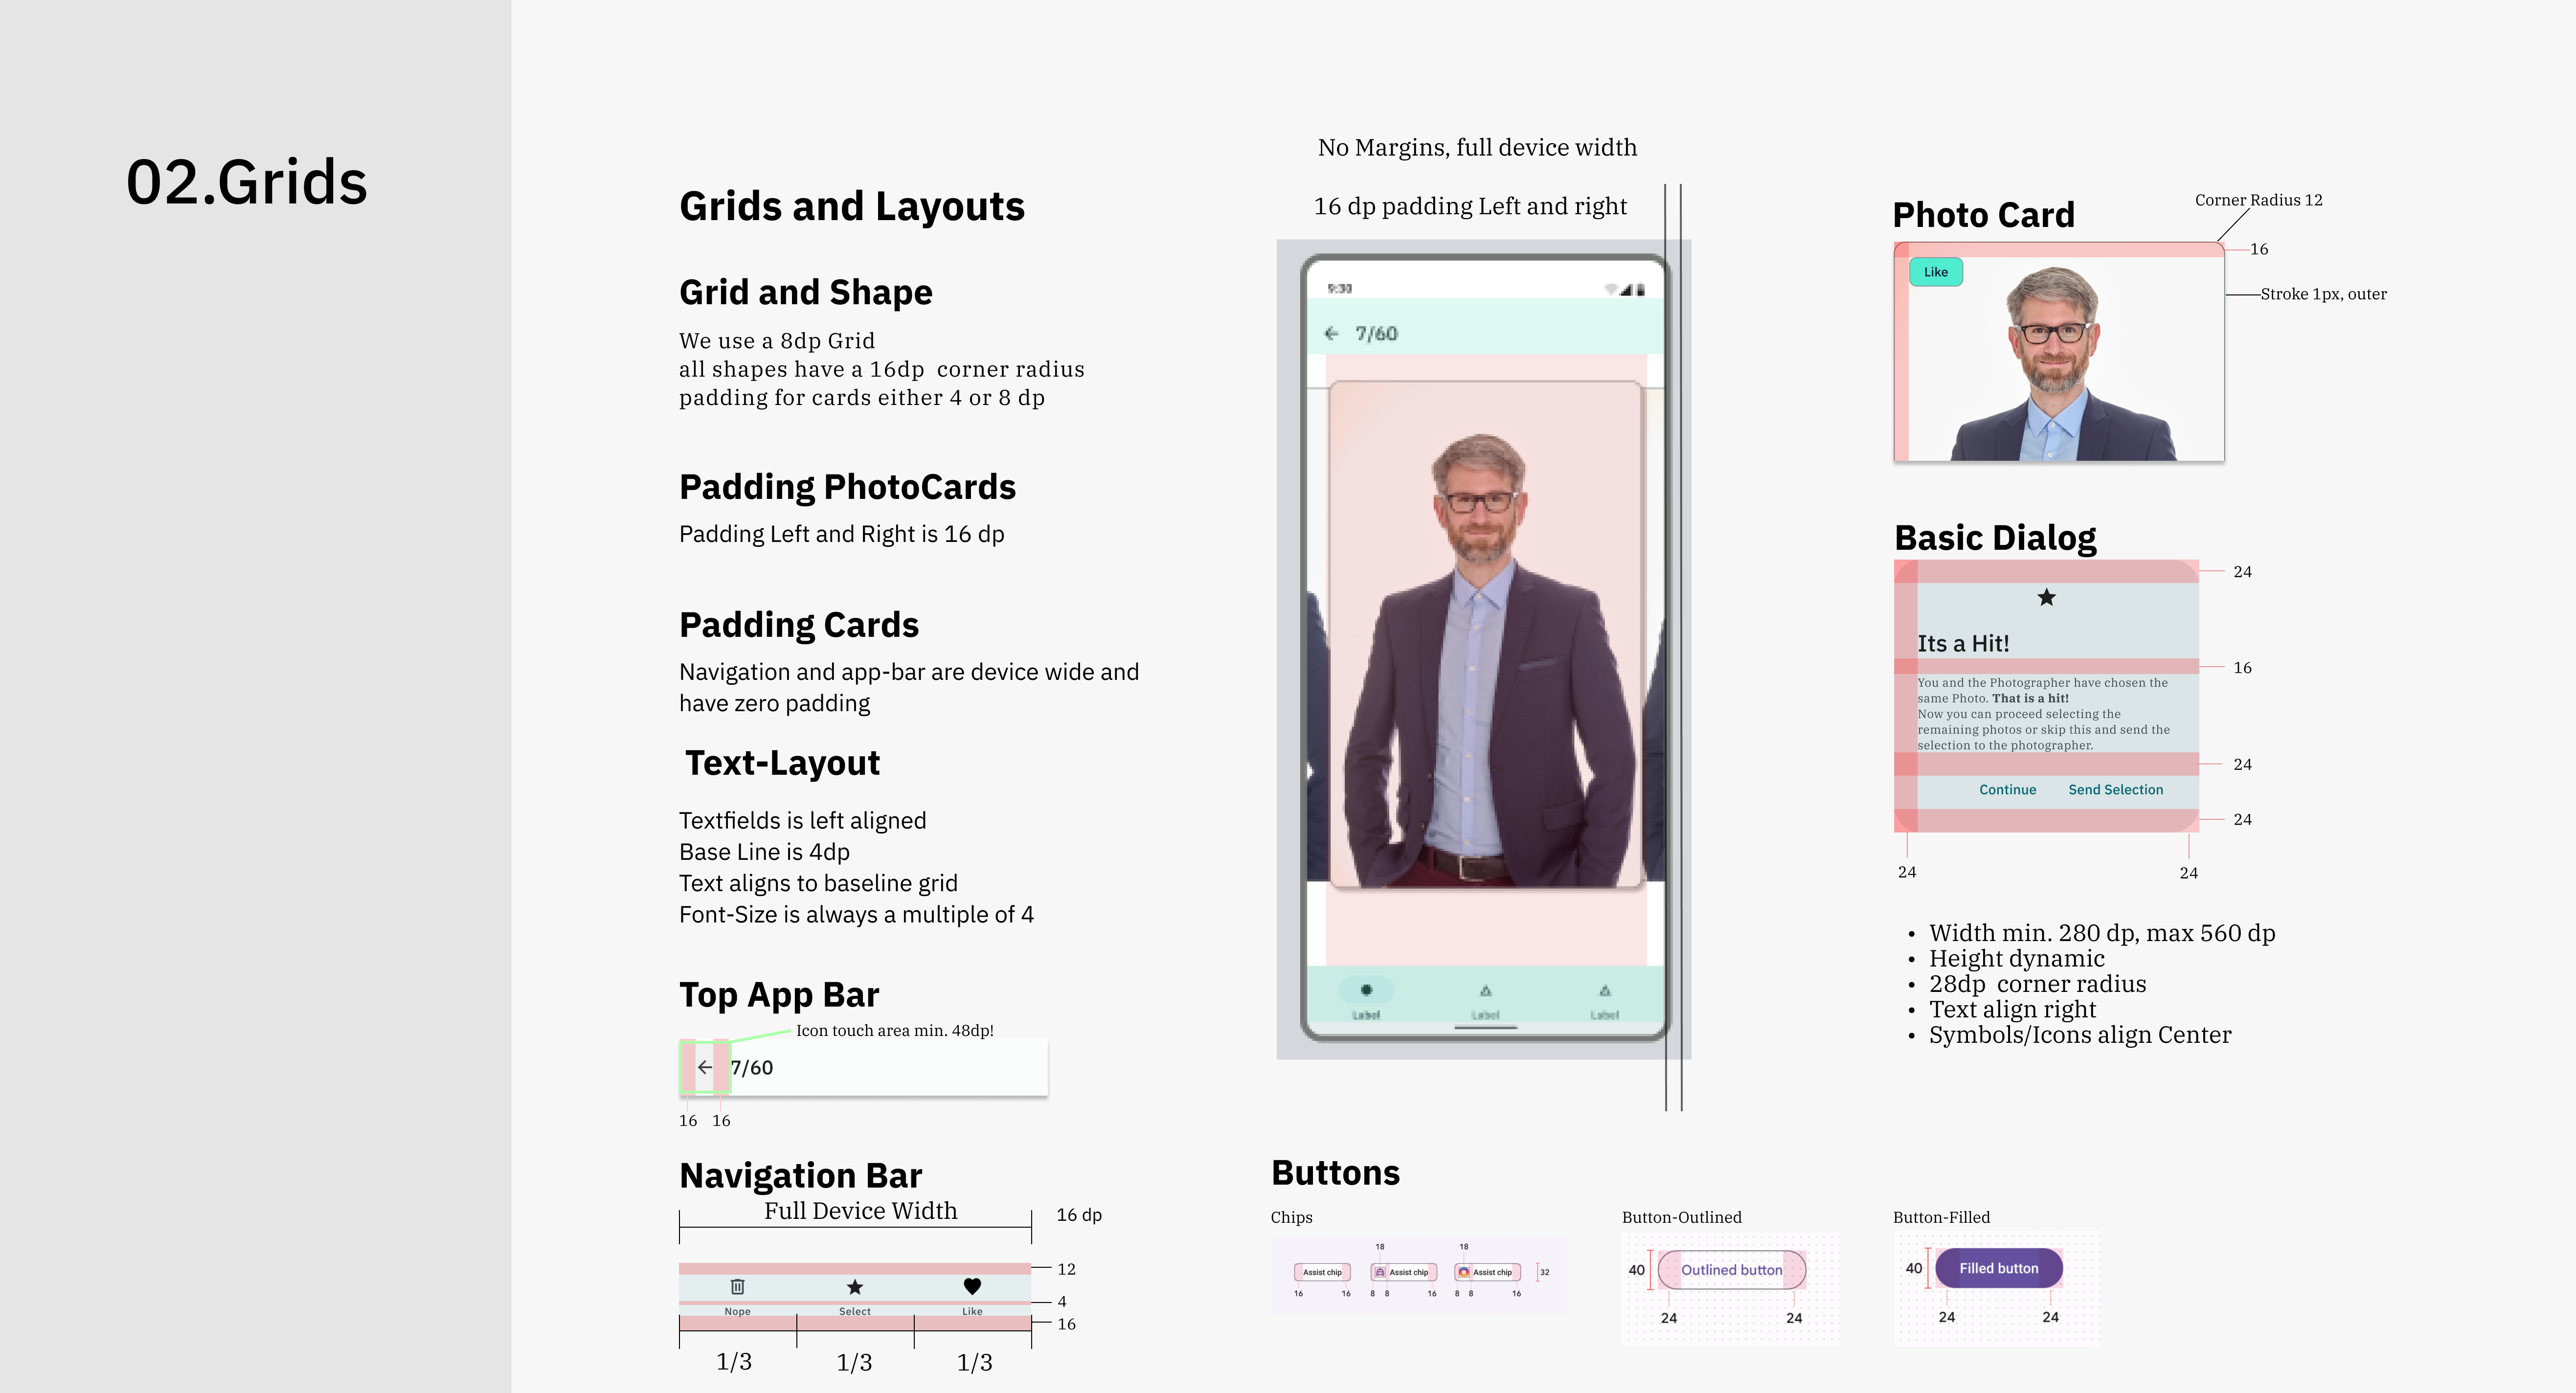 02.Grids
Grids and Layouts
Grid and Shape
We use a 8dp Grid
all shapes have a 16dp  corner radius
padding for cards either 4 or 8 dp
Padding PhotoCards
Padding Left and Right is 16 dp
Padding Cards
Navigation and app-bar are device wide and
have zero padding
Text-Layout
Textfields is left aligned
Base Line is 4dp
Text aligns to baseline grid
Font-Size is always a multiple of 4
Top App Bar
Icon touch area min. 48dp!
7/60
16 16
Navigation Bar
Full Device Width
16 dp
12
4
Nope Select Like
16
1/3 1/3 1/3
No Margins, full device width
16 dp padding Left and right
9:30
7/60
Label Label Label
Photo Card
Corner Radius 12
16
Like
Stroke 1px, outer
Basic Dialog
24
Its a Hit!
16
You and the Photographer have chosen the
same Photo. That is a hit!
Now you can proceed selecting the
remaining photos or skip this and send the
selection to the photographer.
24
Continue Send Selection
24
24 24
• Width min. 280 dp, max 560 dp
• Height dynamic
• 28dp  corner radius
• Text align right
• Symbols/Icons align Center
Buttons
Chips
18 18
Assist chip Assist chip Assist chip 32
16 16 8 8 16 8 8 16
Button-Outlined
40 Outlined button
24 24
Button-Filled
40 Filled button
24 24